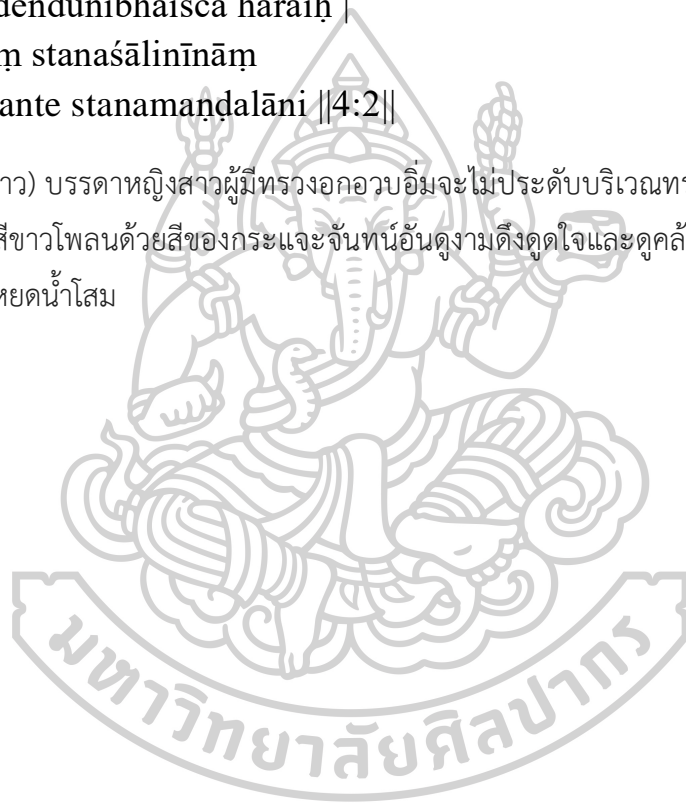 dendunibhaiśca hāraiḥ |
ṃ stanaśālinīnāṃ
ante stanamaṇḍalāni ||4:2||
าว) บรรดาหญิงสาวผู้มีทรวงอกอวบอิ่มจะไม่ประดับบริเวณทร
สีขาวโพลนด้วยสีของกระแจะจันทน์อันดูงามดึงดูดใจและดูคล้
หยดน้ำโสม
มหาวิทยาลัยศิลปากร